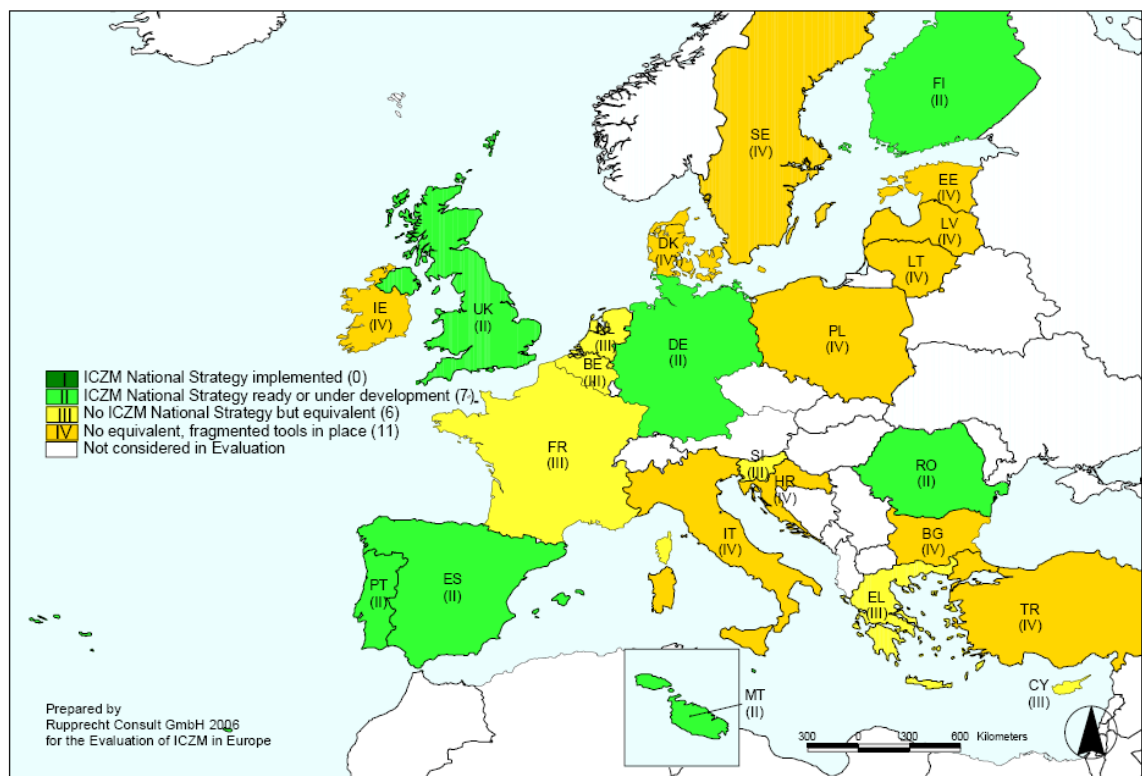 FI
(II)
SE
(IV)
EE
(IV)
LV
(IV)
DK
(IV)
LT
(IV)
IE
(IV)
UK
(II)
NL
(III)
DE
(II)
PL
(IV)
BE
(III)
I ICZM National Strategy implemented (0)
II ICZM National Strategy ready or under development (7)
III No ICZM National Strategy but equivalent (6)
IV No equivalent, fragmented tools in place (11)
Not considered in Evaluation
FR
(III)
SI
(III)
HR
(IV)
RO
(II)
IT
(IV)
BG
(IV)
PT
(II)
ES
(II)
EL
(III)
TR
(IV)
CY
(III)
MT
(II)
Prepared by
Rupprecht Consult GmbH 2006
for the Evaluation of ICZM in Europe
300 0 300 600 Kilometers